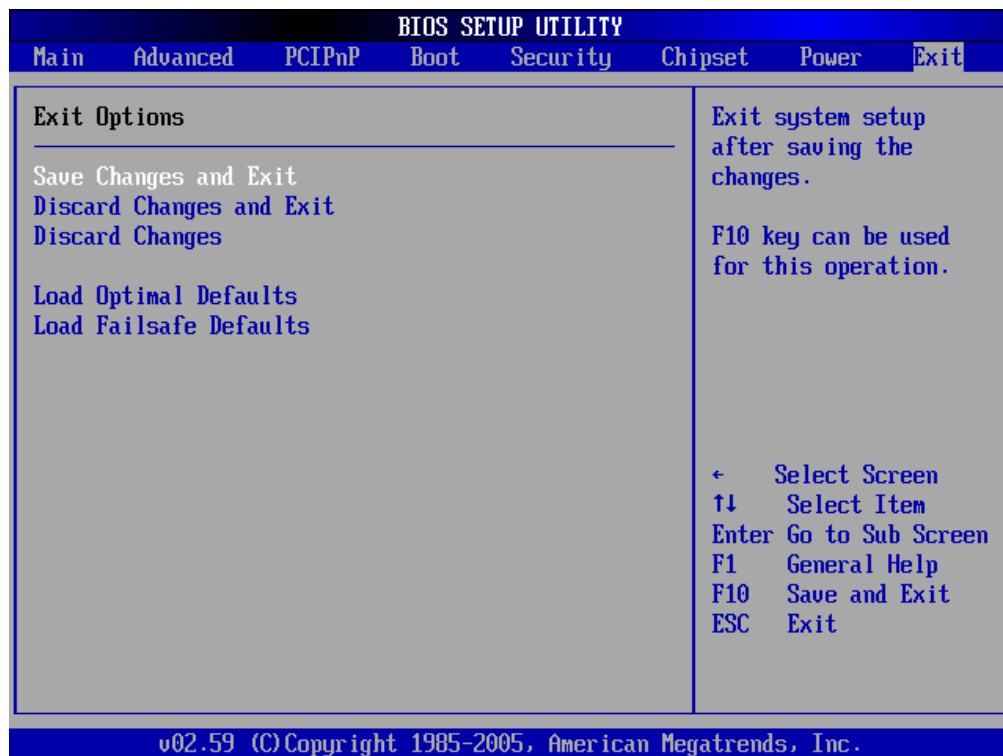 BIOS SETUP UTILITY
Main Advanced PCIPnP Boot Security Chipset Power Exit
Exit Options
Save Changes and Exit
Discard Changes and Exit
Discard Changes
Load Optimal Defaults
Load Failsafe Defaults
Exit system setup
after saving the
changes.
F10 key can be used
for this operation.
← Select Screen
↑↓ Select Item
Enter Go to Sub Screen
F1 General Help
F10 Save and Exit
ESC Exit
v02.59 (C)Copyright 1985-2005, American Megatrends, Inc.